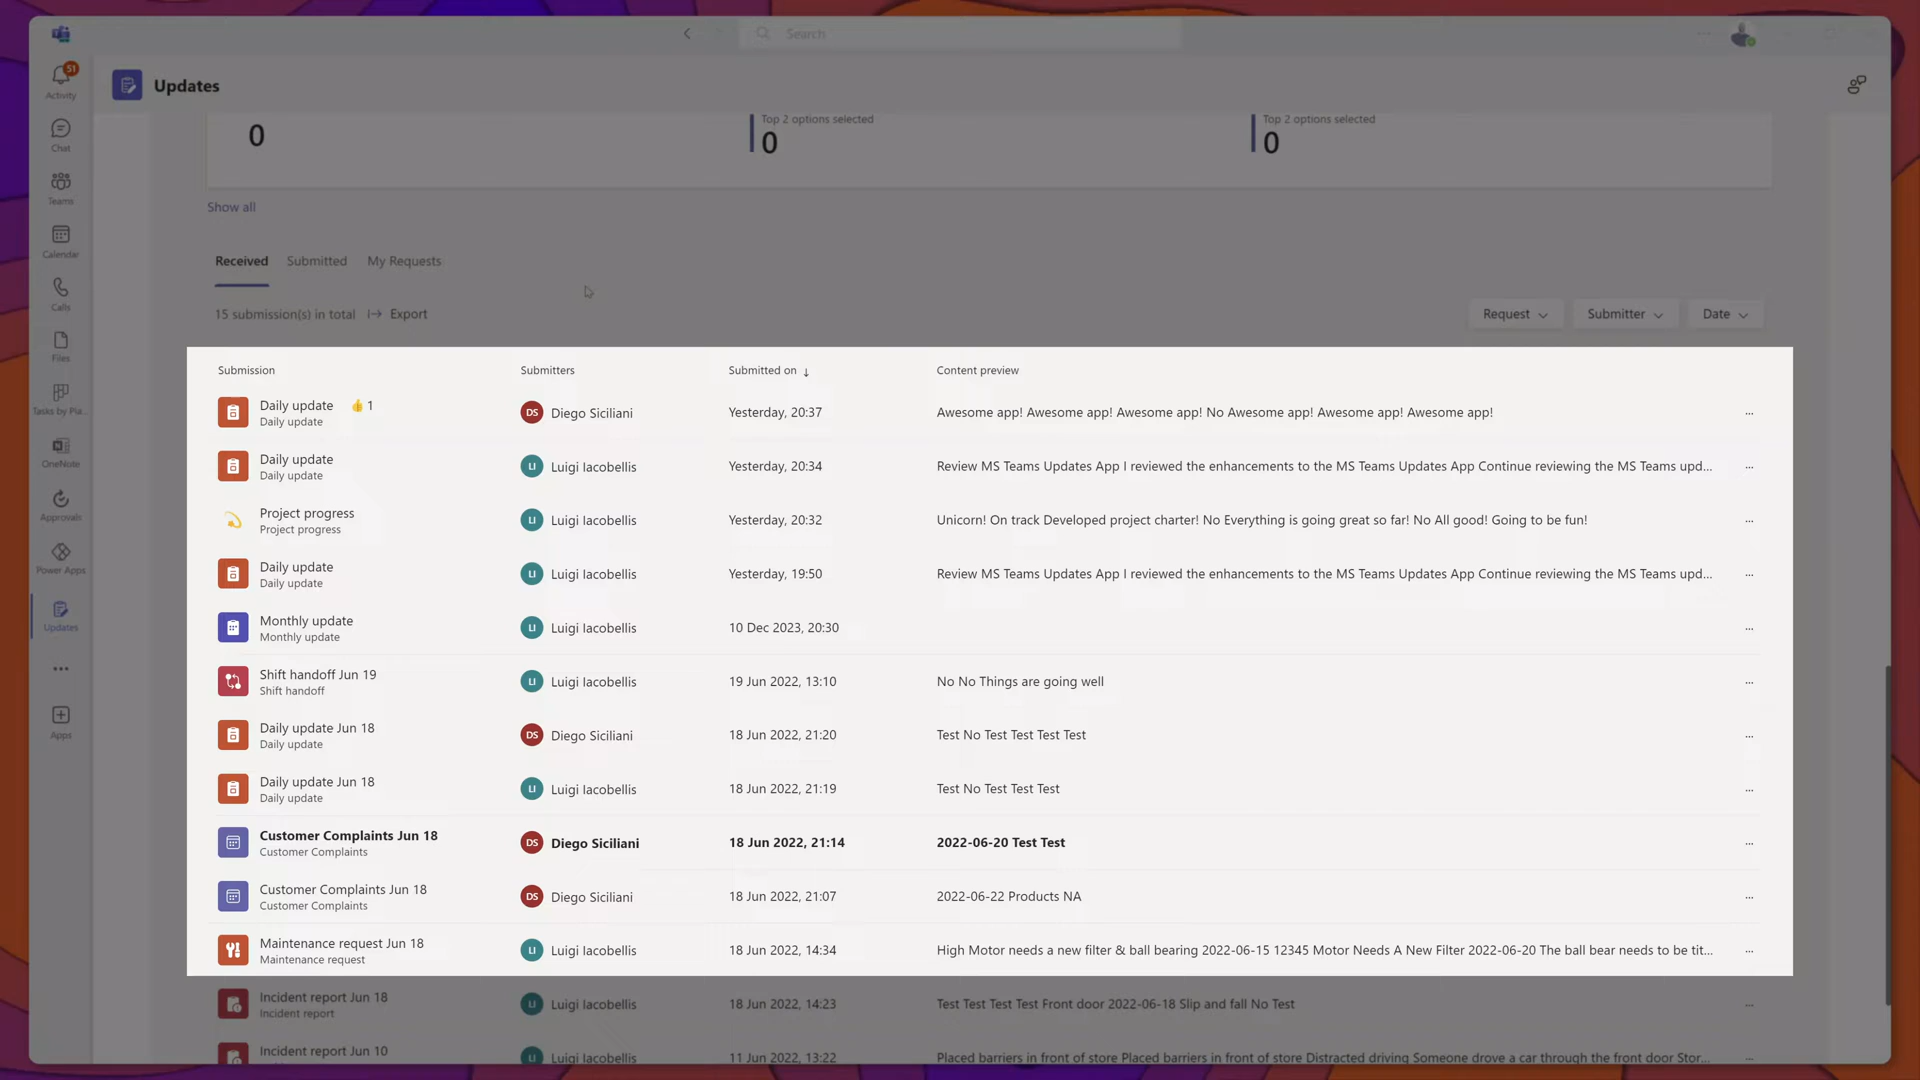 Search
51
Activity
Updates
Chat
Teams
Calendar
Calls
Files
Tasks by Pla...
OneNote
Approvals
Power Apps
Updates
Apps
0
Top 2 options selected
0
Top 2 options selected
0
Show all
Received Submitted My Requests
15 submission(s) in total Export
Request Submitter Date
Submission Submitters Submitted on ↓ Content preview
Daily update 👍 1
Daily update
DS Diego Siciliani Yesterday, 20:37 Awesome app! Awesome app! Awesome app! No Awesome app! Awesome app! Awesome app! ...
Daily update
Daily update
LI Luigi Iacobellis Yesterday, 20:34 Review MS Teams Updates App I reviewed the enhancements to the MS Teams Updates App Continue reviewing the MS Teams upd... ...
Project progress
Project progress
LI Luigi Iacobellis Yesterday, 20:32 Unicorn! On track Developed project charter! No Everything is going great so far! No All good! Going to be fun! ...
Daily update
Daily update
LI Luigi Iacobellis Yesterday, 19:50 Review MS Teams Updates App I reviewed the enhancements to the MS Teams Updates App Continue reviewing the MS Teams upd... ...
Monthly update
Monthly update
LI Luigi Iacobellis 10 Dec 2023, 20:30 ...
Shift handoff Jun 19
Shift handoff
LI Luigi Iacobellis 19 Jun 2022, 13:10 No No Things are going well ...
Daily update Jun 18
Daily update
DS Diego Siciliani 18 Jun 2022, 21:20 Test No Test Test Test Test ...
Daily update Jun 18
Daily update
LI Luigi Iacobellis 18 Jun 2022, 21:19 Test No Test Test Test ...
Customer Complaints Jun 18
Customer Complaints
DS Diego Siciliani 18 Jun 2022, 21:14 2022-06-20 Test Test ...
Customer Complaints Jun 18
Customer Complaints
DS Diego Siciliani 18 Jun 2022, 21:07 2022-06-22 Products NA ...
Maintenance request Jun 18
Maintenance request
LI Luigi Iacobellis 18 Jun 2022, 14:34 High Motor needs a new filter & ball bearing 2022-06-15 12345 Motor Needs A New Filter 2022-06-20 The ball bear needs to be tit... ...
Incident report Jun 18
Incident report
LI Luigi Iacobellis 18 Jun 2022, 14:23 Test Test Test Test Front door 2022-06-18 Slip and fall No Test ...
Incident report Jun 10
LI Luigi Iacobellis 11 Jun 2022, 13:22 Placed barriers in front of store Placed barriers in front of store Distracted driving Someone drove a car through the front door Stor... ...